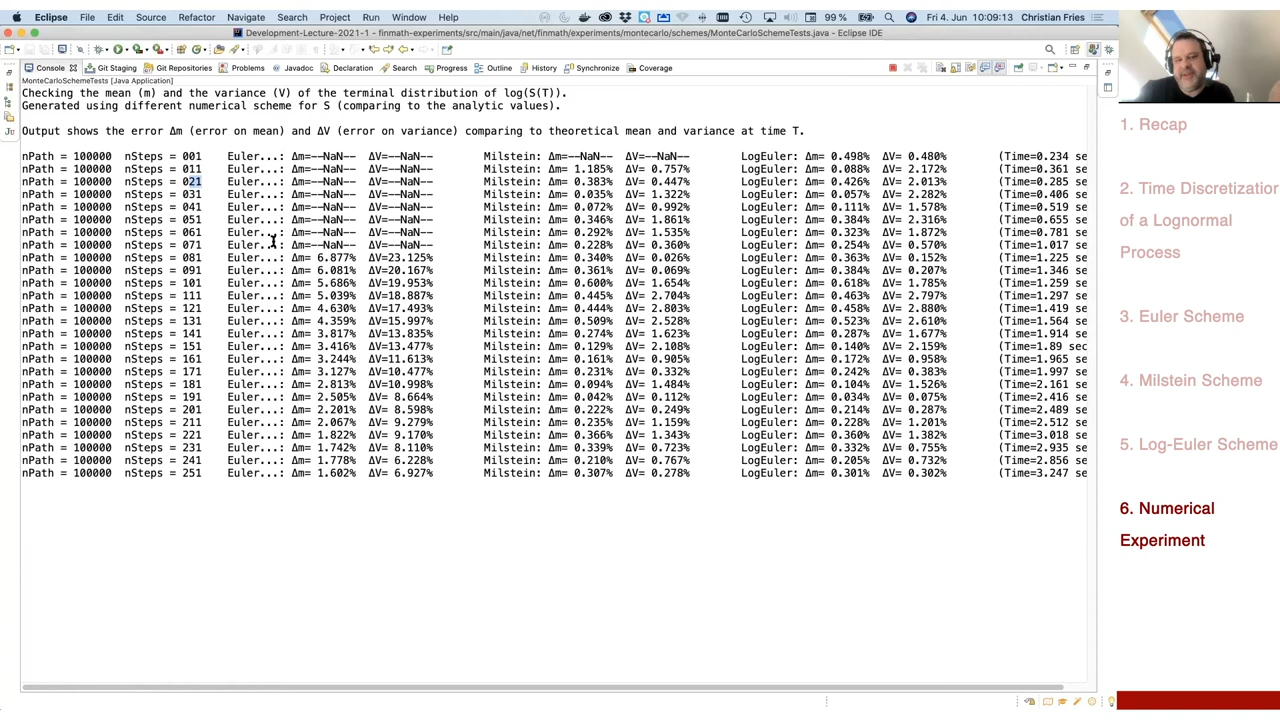 Eclipse File Edit Source Refactor Navigate Search Project Run Window Help 99 % Fri 4. Jun 10:09:13 Christian Fries
Development-Lecture-2021-1 - finmath-experiments/src/main/java/net/finmath/experiments/montecarlo/schemes/MonteCarloSchemeTests.java - Eclipse IDE
Console Git Staging Git Repositories Problems Javadoc Declaration Search Progress Outline History Synchronize Coverage
MonteCarloSchemeTests [Java Application]
Checking the mean (m) and the variance (V) of the terminal distribution of log(S(T)).
Generated using different numerical scheme for S (comparing to the analytic values).
Output shows the error Δm (error on mean) and ΔV (error on variance) comparing to theoretical mean and variance at time T.
nPath = 100000 nSteps = 001 Euler...: Δm=--NaN-- ΔV=--NaN-- Milstein: Δm=--NaN-- ΔV=--NaN-- LogEuler: Δm= 0.498% ΔV= 0.480% (Time=0.234 se
nPath = 100000 nSteps = 011 Euler...: Δm=--NaN-- ΔV=--NaN-- Milstein: Δm= 1.185% ΔV= 0.757% LogEuler: Δm= 0.088% ΔV= 2.172% (Time=0.361 se
nPath = 100000 nSteps = 021 Euler...: Δm=--NaN-- ΔV=--NaN-- Milstein: Δm= 0.383% ΔV= 0.447% LogEuler: Δm= 0.426% ΔV= 2.013% (Time=0.285 se
nPath = 100000 nSteps = 031 Euler...: Δm=--NaN-- ΔV=--NaN-- Milstein: Δm= 0.035% ΔV= 1.322% LogEuler: Δm= 0.057% ΔV= 2.282% (Time=0.406 se
nPath = 100000 nSteps = 041 Euler...: Δm=--NaN-- ΔV=--NaN-- Milstein: Δm= 0.072% ΔV= 0.992% LogEuler: Δm= 0.111% ΔV= 1.578% (Time=0.519 se
nPath = 100000 nSteps = 051 Euler...: Δm=--NaN-- ΔV=--NaN-- Milstein: Δm= 0.346% ΔV= 1.861% LogEuler: Δm= 0.384% ΔV= 2.316% (Time=0.655 se
nPath = 100000 nSteps = 061 Euler...: Δm=--NaN-- ΔV=--NaN-- Milstein: Δm= 0.292% ΔV= 1.535% LogEuler: Δm= 0.323% ΔV= 1.872% (Time=0.781 se
nPath = 100000 nSteps = 071 Euler...: Δm=--NaN-- ΔV=--NaN-- Milstein: Δm= 0.228% ΔV= 0.360% LogEuler: Δm= 0.254% ΔV= 0.570% (Time=1.017 se
nPath = 100000 nSteps = 081 Euler...: Δm= 6.877% ΔV=23.125% Milstein: Δm= 0.340% ΔV= 0.026% LogEuler: Δm= 0.363% ΔV= 0.152% (Time=1.225 se
nPath = 100000 nSteps = 091 Euler...: Δm= 6.081% ΔV=20.167% Milstein: Δm= 0.361% ΔV= 0.069% LogEuler: Δm= 0.384% ΔV= 0.207% (Time=1.346 se
nPath = 100000 nSteps = 101 Euler...: Δm= 5.686% ΔV=19.953% Milstein: Δm= 0.600% ΔV= 1.654% LogEuler: Δm= 0.618% ΔV= 1.785% (Time=1.259 se
nPath = 100000 nSteps = 111 Euler...: Δm= 5.039% ΔV=18.887% Milstein: Δm= 0.445% ΔV= 2.704% LogEuler: Δm= 0.463% ΔV= 2.797% (Time=1.297 se
nPath = 100000 nSteps = 121 Euler...: Δm= 4.630% ΔV=17.493% Milstein: Δm= 0.444% ΔV= 2.803% LogEuler: Δm= 0.458% ΔV= 2.880% (Time=1.419 se
nPath = 100000 nSteps = 131 Euler...: Δm= 4.359% ΔV=15.997% Milstein: Δm= 0.509% ΔV= 2.528% LogEuler: Δm= 0.523% ΔV= 2.610% (Time=1.564 se
nPath = 100000 nSteps = 141 Euler...: Δm= 3.817% ΔV=13.835% Milstein: Δm= 0.274% ΔV= 1.623% LogEuler: Δm= 0.287% ΔV= 1.677% (Time=1.914 se
nPath = 100000 nSteps = 151 Euler...: Δm= 3.416% ΔV=13.477% Milstein: Δm= 0.129% ΔV= 2.108% LogEuler: Δm= 0.140% ΔV= 2.159% (Time=1.89 sec
nPath = 100000 nSteps = 161 Euler...: Δm= 3.244% ΔV=11.613% Milstein: Δm= 0.161% ΔV= 0.905% LogEuler: Δm= 0.172% ΔV= 0.958% (Time=1.965 se
nPath = 100000 nSteps = 171 Euler...: Δm= 3.127% ΔV=10.477% Milstein: Δm= 0.231% ΔV= 0.332% LogEuler: Δm= 0.242% ΔV= 0.383% (Time=1.997 se
nPath = 100000 nSteps = 181 Euler...: Δm= 2.813% ΔV=10.998% Milstein: Δm= 0.094% ΔV= 1.484% LogEuler: Δm= 0.104% ΔV= 1.526% (Time=2.161 se
nPath = 100000 nSteps = 191 Euler...: Δm= 2.505% ΔV= 8.664% Milstein: Δm= 0.042% ΔV= 0.112% LogEuler: Δm= 0.034% ΔV= 0.075% (Time=2.416 se
nPath = 100000 nSteps = 201 Euler...: Δm= 2.201% ΔV= 8.598% Milstein: Δm= 0.222% ΔV= 0.249% LogEuler: Δm= 0.214% ΔV= 0.287% (Time=2.489 se
nPath = 100000 nSteps = 211 Euler...: Δm= 2.067% ΔV= 9.279% Milstein: Δm= 0.235% ΔV= 1.159% LogEuler: Δm= 0.228% ΔV= 1.201% (Time=2.512 se
nPath = 100000 nSteps = 221 Euler...: Δm= 1.822% ΔV= 9.170% Milstein: Δm= 0.366% ΔV= 1.343% LogEuler: Δm= 0.360% ΔV= 1.382% (Time=3.018 se
nPath = 100000 nSteps = 231 Euler...: Δm= 1.742% ΔV= 8.110% Milstein: Δm= 0.339% ΔV= 0.723% LogEuler: Δm= 0.332% ΔV= 0.755% (Time=2.935 se
nPath = 100000 nSteps = 241 Euler...: Δm= 1.778% ΔV= 6.228% Milstein: Δm= 0.210% ΔV= 0.767% LogEuler: Δm= 0.205% ΔV= 0.732% (Time=2.856 se
nPath = 100000 nSteps = 251 Euler...: Δm= 1.602% ΔV= 6.927% Milstein: Δm= 0.307% ΔV= 0.278% LogEuler: Δm= 0.301% ΔV= 0.302% (Time=3.247 se
1. Recap
2. Time Discretization
of a Lognormal
Process
3. Euler Scheme
4. Milstein Scheme
5. Log-Euler Scheme
6. Numerical
Experiment